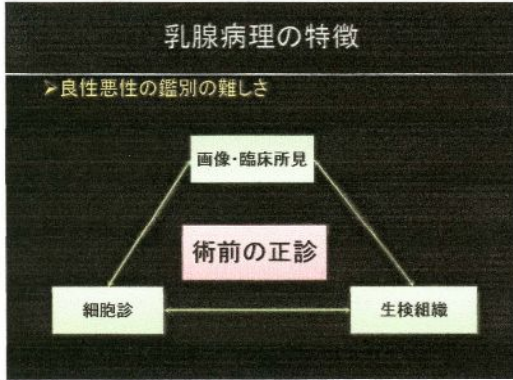 乳腺病理の特徴
➢良性悪性の鑑別の難しさ
画像・臨床所見
術前の正診
細胞診
生検組織